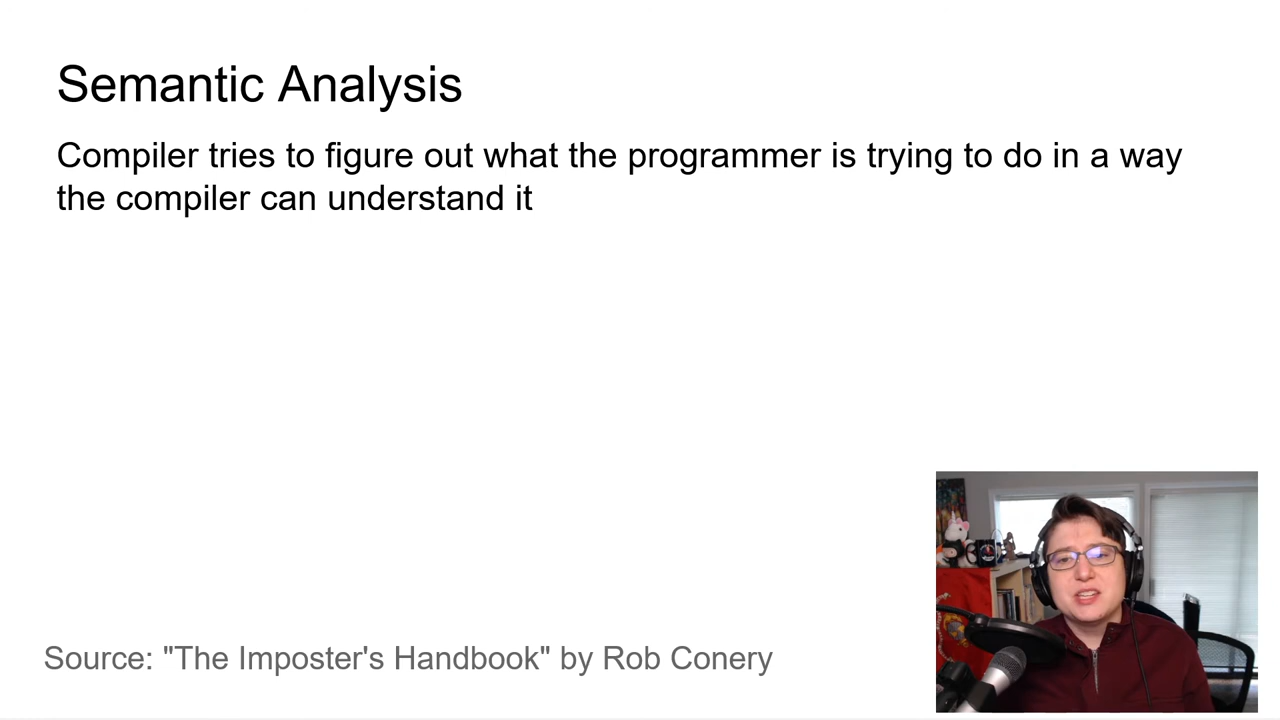 Semantic Analysis
Compiler tries to figure out what the programmer is trying to do in a way
the compiler can understand it
Source: "The Imposter's Handbook" by Rob Conery